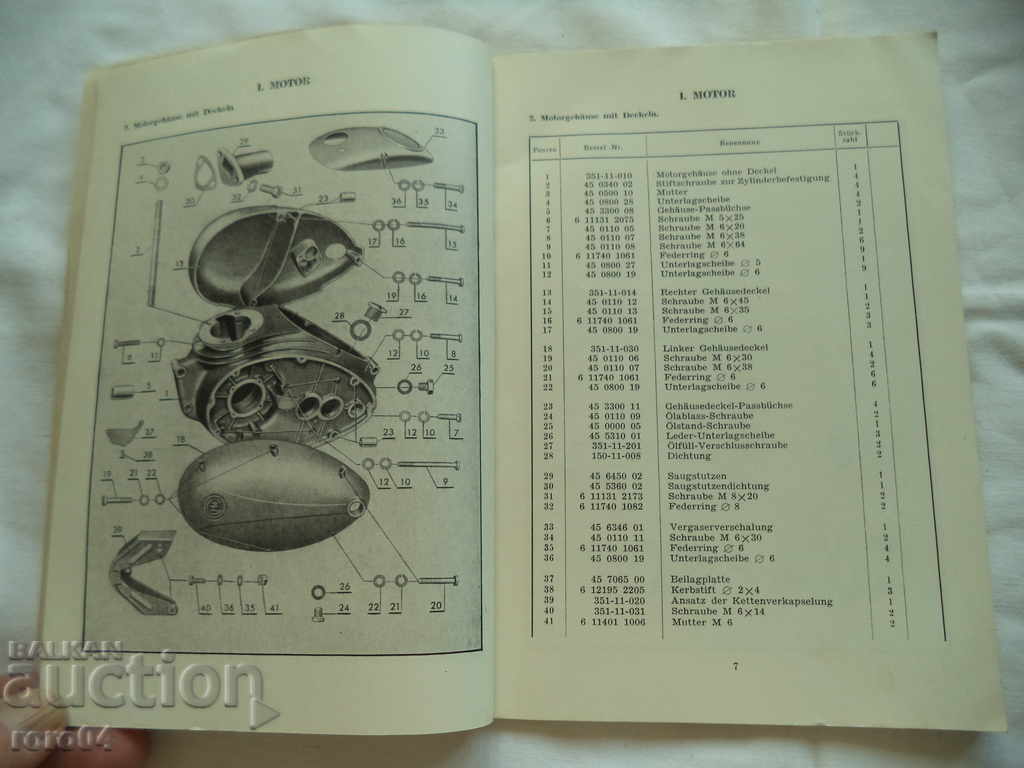 I. MOTOR
2. Motorgehäuse mit Deckeln.
I. MOTOR
2. Motorgehäuse mit Deckeln.
Posten Bestel-Nr. Benennung Stück-zahl
1 351-11-010 Motorgehäuse ohne Deckel 1
2 45 0340 02 Stiftschraube zur Zylinderbefestigung 4
3 45 0500 10 Mutter 4
4 45 0800 28 Unterlagscheibe 4
5 45 3300 08 Gehäuse-Passbüchse 2
6 6 11131 2075 Schraube M 5×25 1
7 45 0110 05 Schraube M 6×20 1
8 45 0110 07 Schraube M 6×38 2
9 45 0110 08 Schraube M 6×64 6
10 6 11740 1061 Federring ∅ 6 9
11 45 0800 27 Unterlagscheibe ∅ 5 1
12 45 0800 19 Unterlagscheibe ∅ 6 9
13 351-11-014 Rechter Gehäusedeckel 1
14 45 0110 12 Schraube M 6×45 1
15 45 0110 13 Schraube M 6×35 2
16 6 11740 1061 Federring ∅ 6 3
17 45 0800 19 Unterlagscheibe ∅ 6 3
18 351-11-030 Linker Gehäusedeckel 1
19 45 0110 06 Schraube M 6×30 4
20 45 0110 07 Schraube M 6×38 2
21 6 11740 1061 Federring ∅ 6 6
22 45 0800 19 Unterlagscheibe ∅ 6 6
23 45 3300 11 Gehäusedeckel-Passbüchse 4
24 45 0110 09 Ölablass-Schraube 2
25 45 0000 05 Ölstand-Schraube 1
26 45 5310 01 Leder-Unterlagscheibe 3
27 351-11-201 Ölfüll-Verschlusschraube 2
28 150-11-008 Dichtung 2
29 45 6450 02 Saugstutzen 1
30 45 5360 02 Saugstutzendichtung 1
31 6 11131 2173 Schraube M 8×20 2
32 6 11740 1082 Federring ∅ 8 2
33 45 6346 01 Vergaserverschalung 1
34 45 0110 11 Schraube M 6×30 2
35 6 11740 1061 Federring ∅ 6 4
36 45 0800 19 Unterlagscheibe ∅ 6 4
37 45 7065 00 Beilagplatte 1
38 6 12195 2205 Kerbstift ∅ 2×4 3
39 351-11-020 Ansatz der Kettenverkapselung 1
40 351-11-031 Schraube M 6×14 2
41 6 11401 1006 Mutter M 6 2
7
BALKAN
auction
roro04